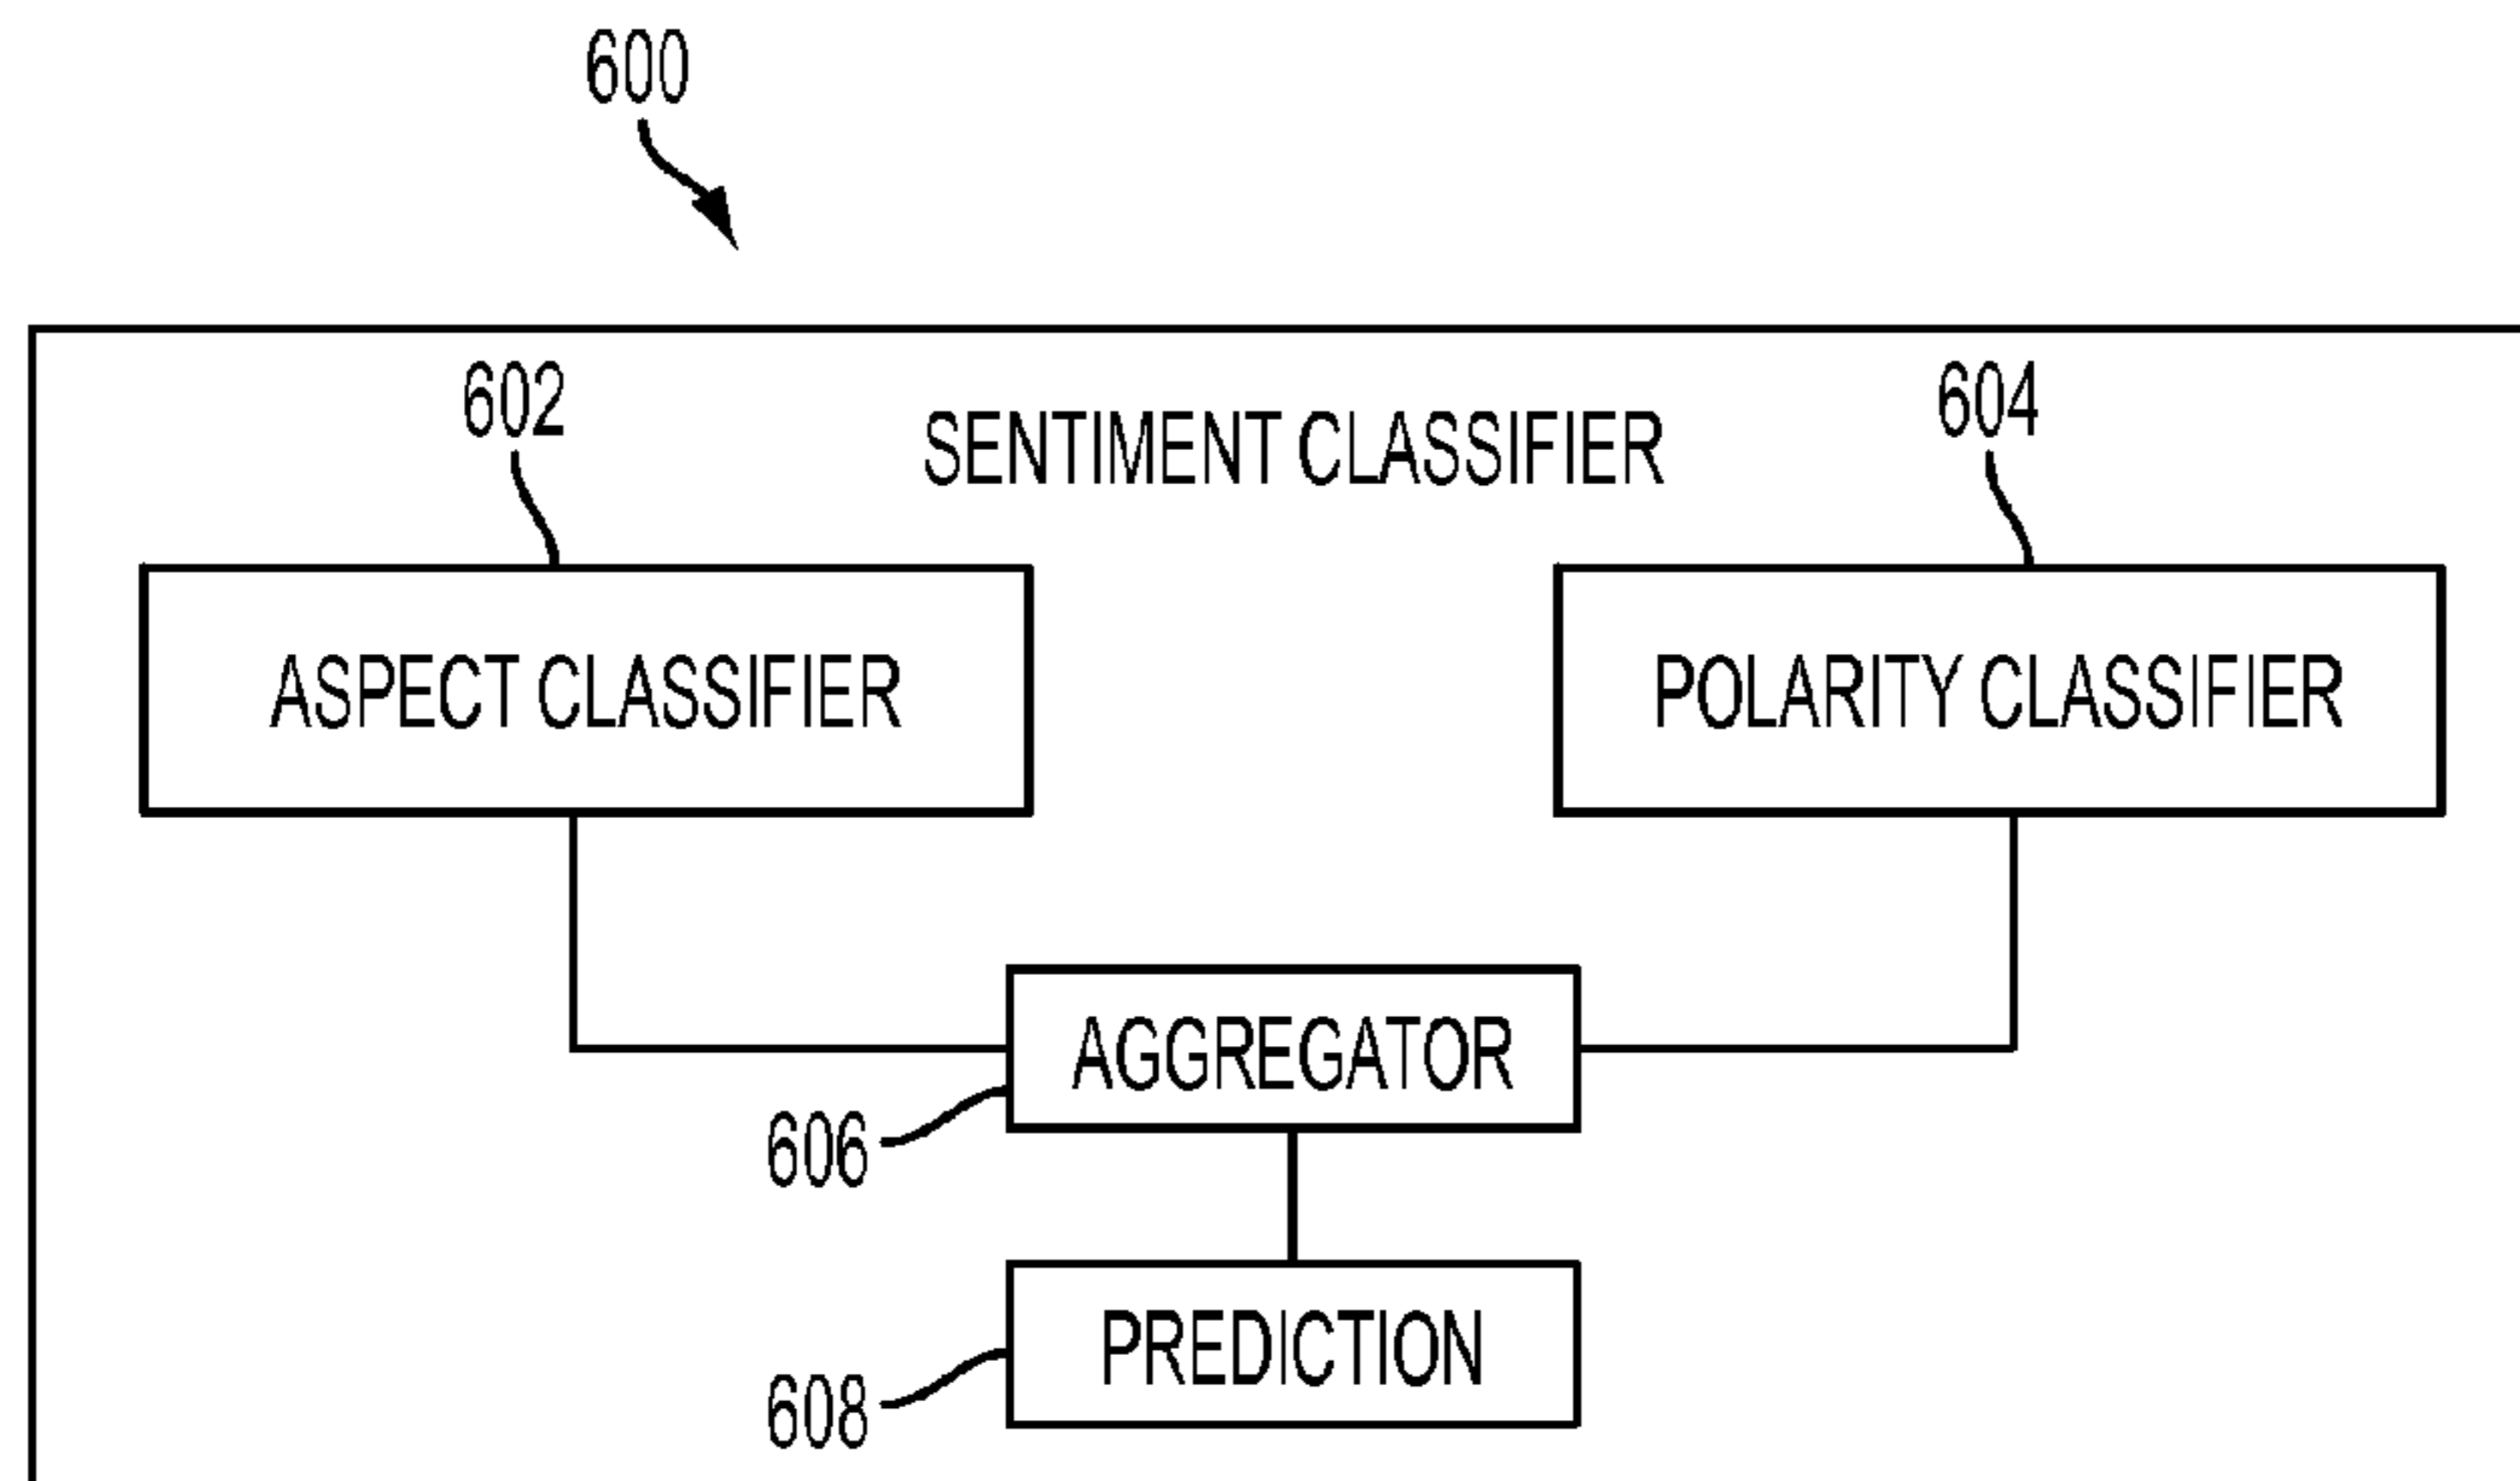 600
602
SENTIMENT CLASSIFIER
604
ASPECT CLASSIFIER
POLARITY CLASSIFIER
AGGREGATOR
606
PREDICTION
608